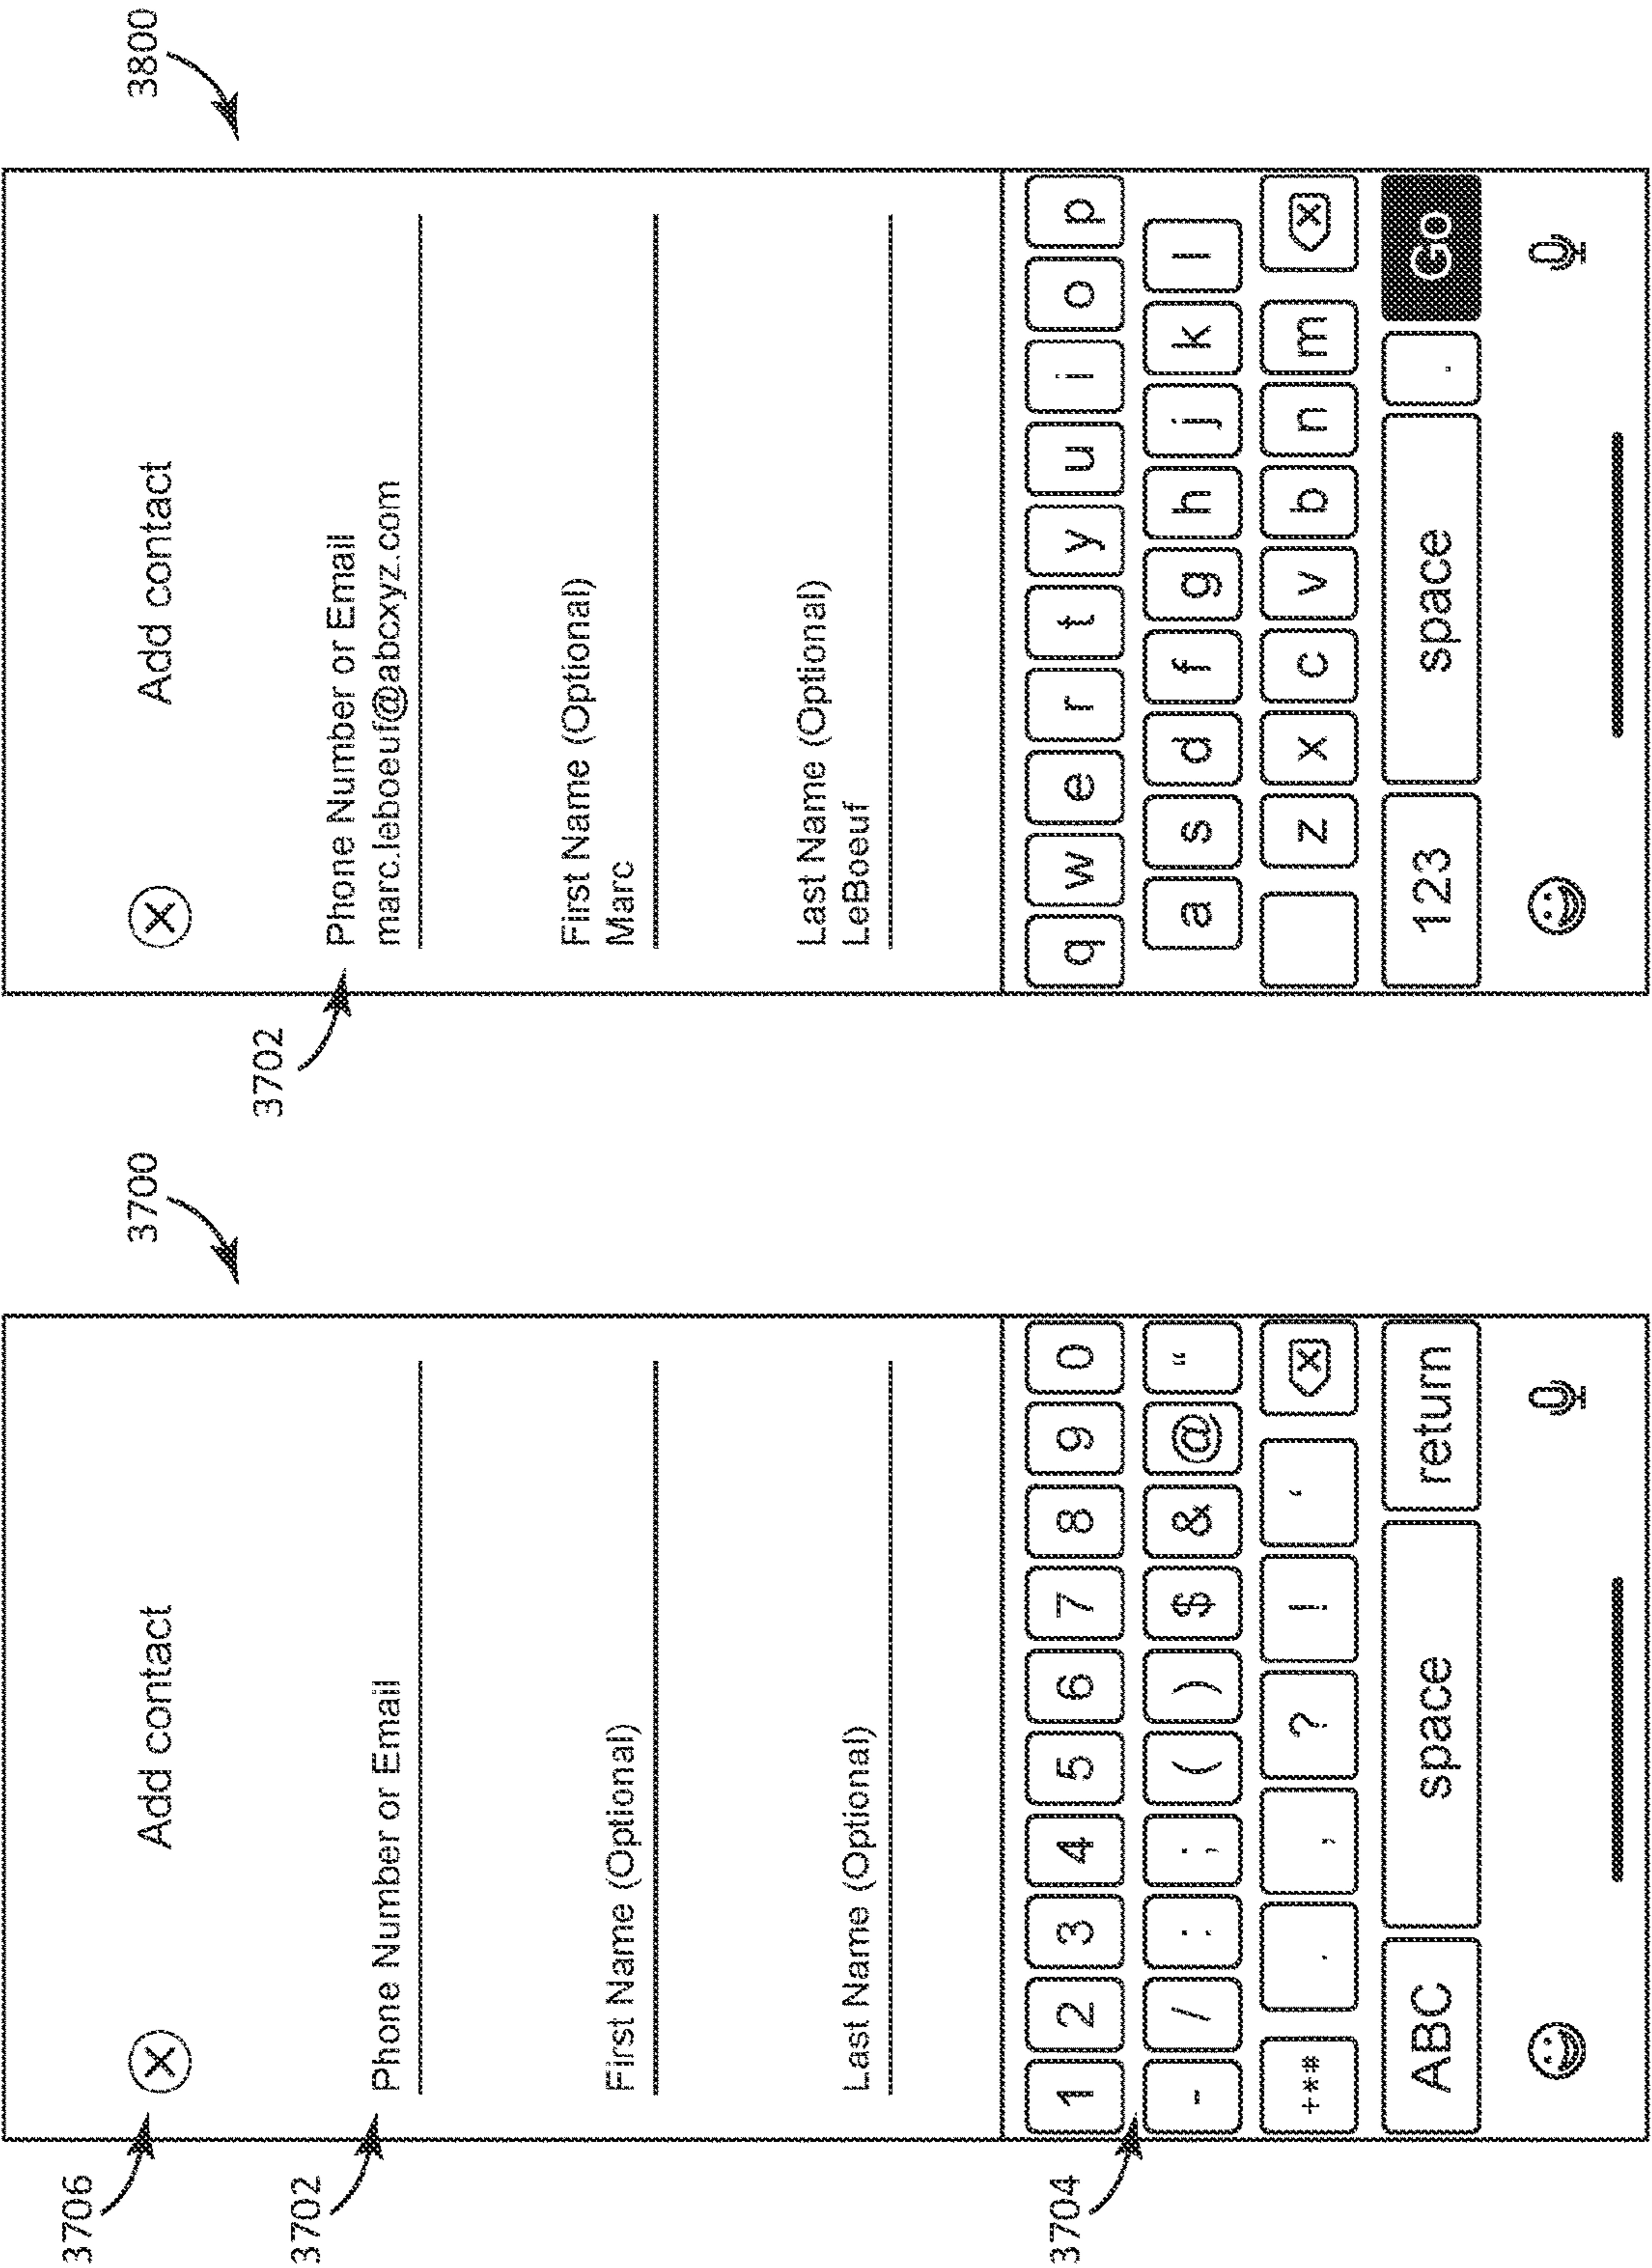 3700
3706
Add contact
3702
Phone Number or Email
First Name (Optional)
Last Name (Optional)
3704
1 2 3 4 5 6 7 8 9 0
- / : ; ( ) $ & @ “
+*# . , ? ! ‘
ABC space return
3800
Add contact
3702
Phone Number or Email
marc.leboeuf@abcxyz.com
First Name (Optional)
Marc
Last Name (Optional)
LeBoeuf
q w e r t y u i o p
a s d f g h j k l
z x c v b n m
123 space . Go